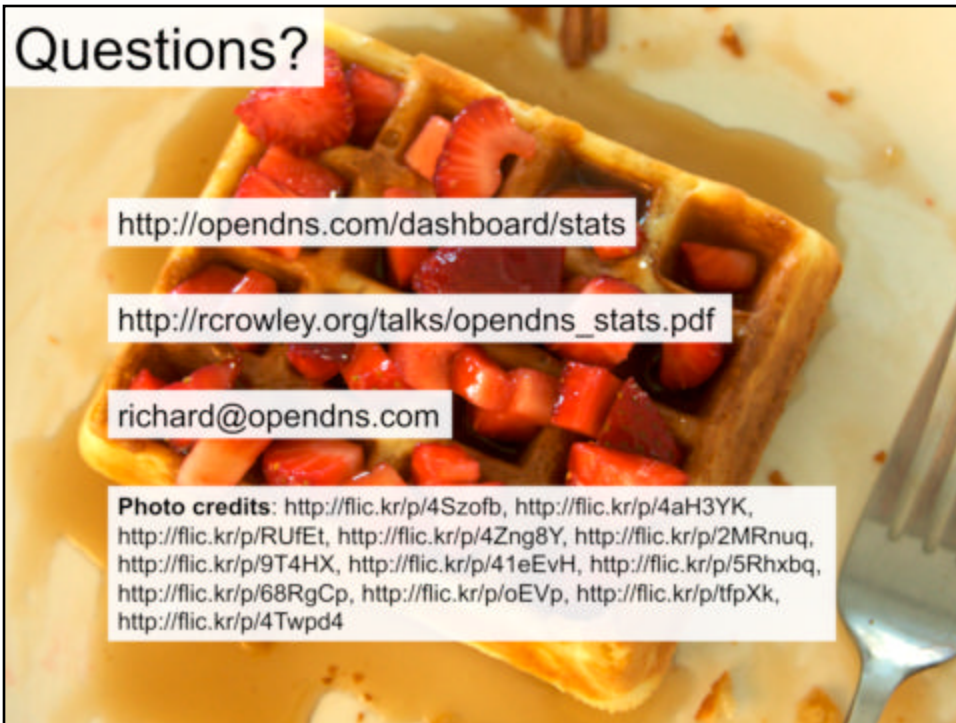 Questions?
http://opendns.com/dashboard/stats
http://rcrowley.org/talks/opendns_stats.pdf
richard@opendns.com
Photo credits: http://flic.kr/p/4Szofb, http://flic.kr/p/4aH3YK,
http://flic.kr/p/RUfEt, http://flic.kr/p/4Zng8Y, http://flic.kr/p/2MRnuq,
http://flic.kr/p/9T4HX, http://flic.kr/p/41eEvH, http://flic.kr/p/5Rhxbq,
http://flic.kr/p/68RgCp, http://flic.kr/p/oEVp, http://flic.kr/p/tfpXk,
http://flic.kr/p/4Twpd4